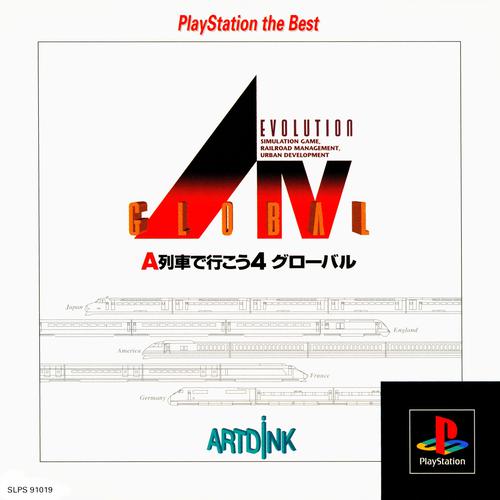 PlayStation the Best
EVOLUTION
SIMULATION GAME,
RAILROAD MANAGEMENT,
URBAN DEVELOPMENT
AIV
GLOBAL
A列車で行こう4 グローバル
Japan
England
America
France
Germany
ARTDINK
PlayStation
SLPS 91019